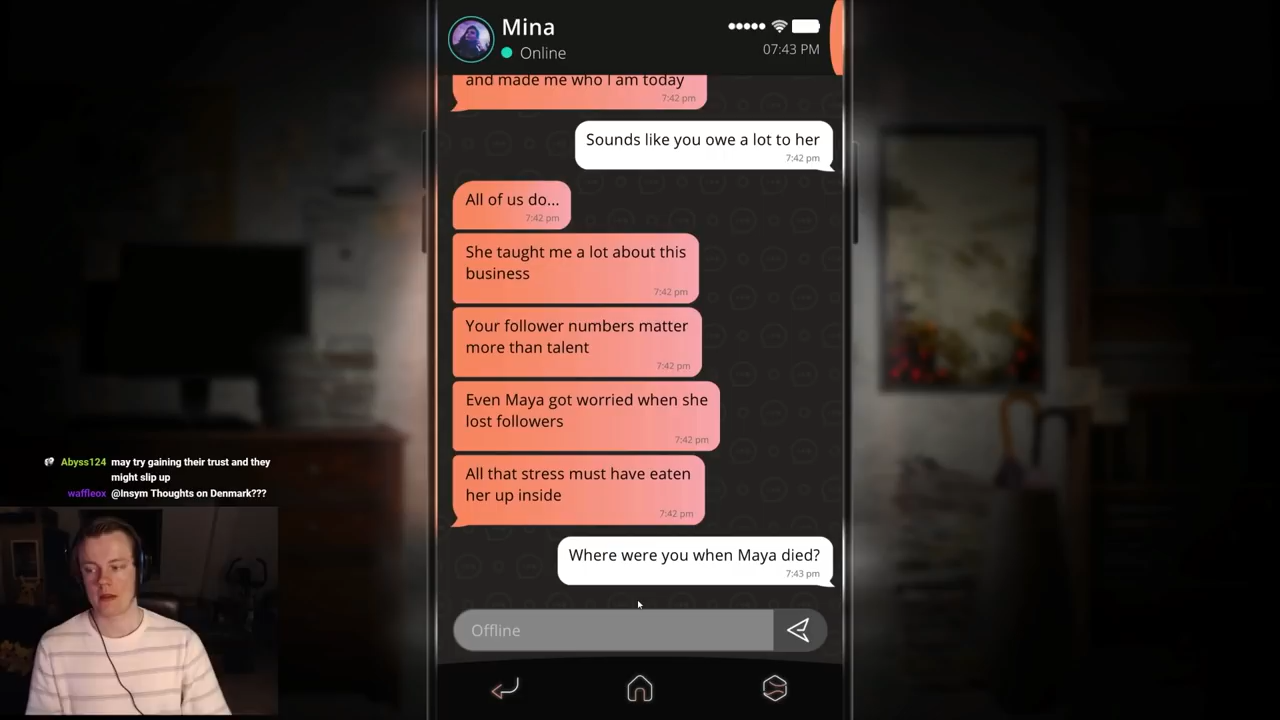 Mina
Online
07:43 PM
and made me who I am today
7:42 pm
Sounds like you owe a lot to her
7:42 pm
All of us do...
7:42 pm
She taught me a lot about this
business
7:42 pm
Your follower numbers matter
more than talent
7:42 pm
Even Maya got worried when she
lost followers
7:42 pm
All that stress must have eaten
her up inside
7:42 pm
Where were you when Maya died?
7:43 pm
Offline
Abyss124 may try gaining their trust and they
might slip up
waffleox @Insym Thoughts on Denmark???